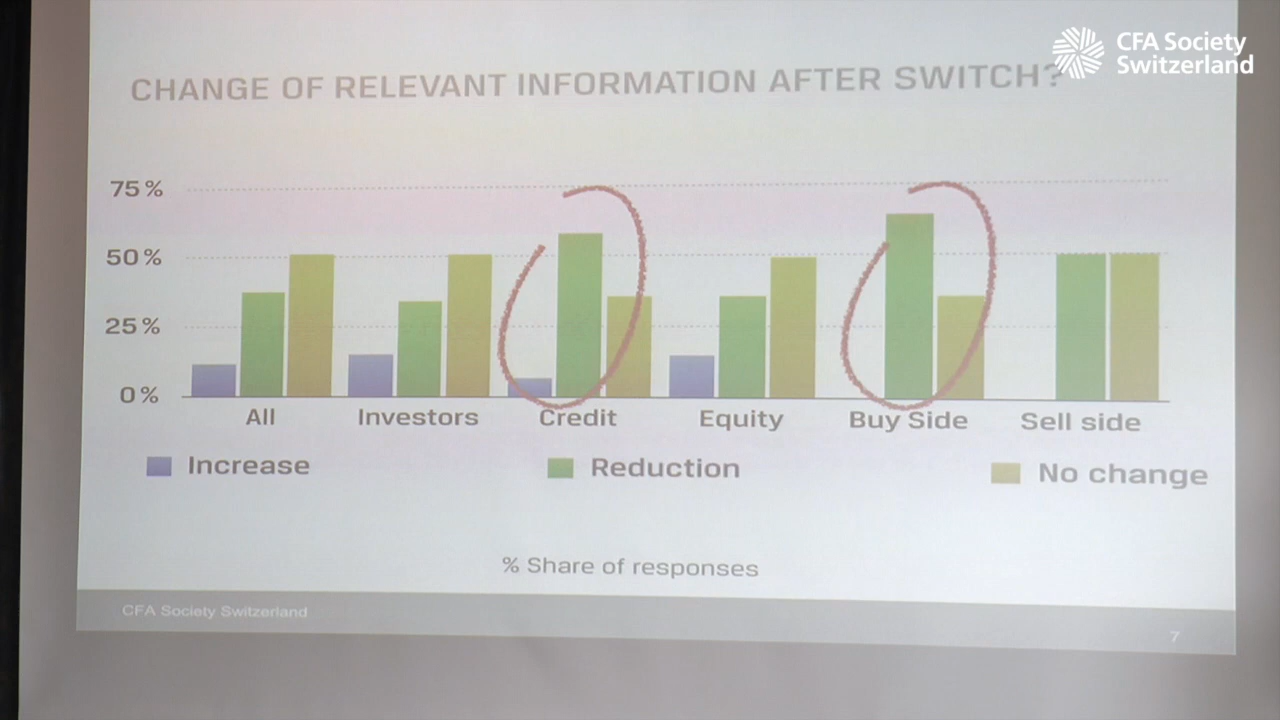 CFA Society
Switzerland
CHANGE OF RELEVANT INFORMATION AFTER SWITCH?
75 %
50 %
25 %
0 %
All Investors Credit Equity Buy Side Sell side
Increase Reduction No change
% Share of responses
CFA Society Switzerland
7